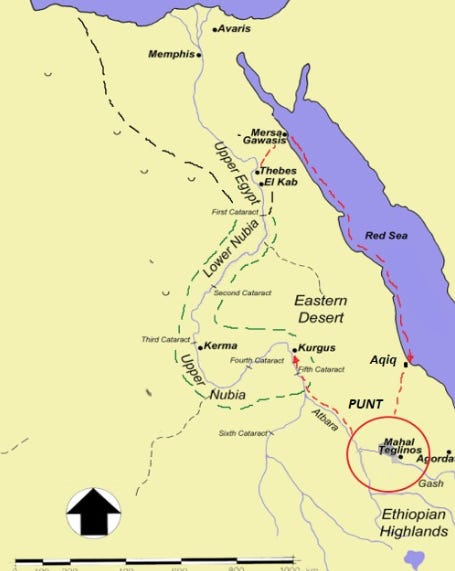 Avaris
Memphis
Mersa
Gawasis
Upper Egypt
Thebes
El Kab
First Cataract
Lower Nubia
Red Sea
Second Cataract
Eastern
Desert
Third Cataract
Kerma
Kurgus
Aqiq
Fourth Cataract
Fifth Cataract
Upper
Nubia
PUNT
Atbara
Sixth Cataract
Mahal
Teglinos
Agordat
Gash
Ethiopian
Highlands